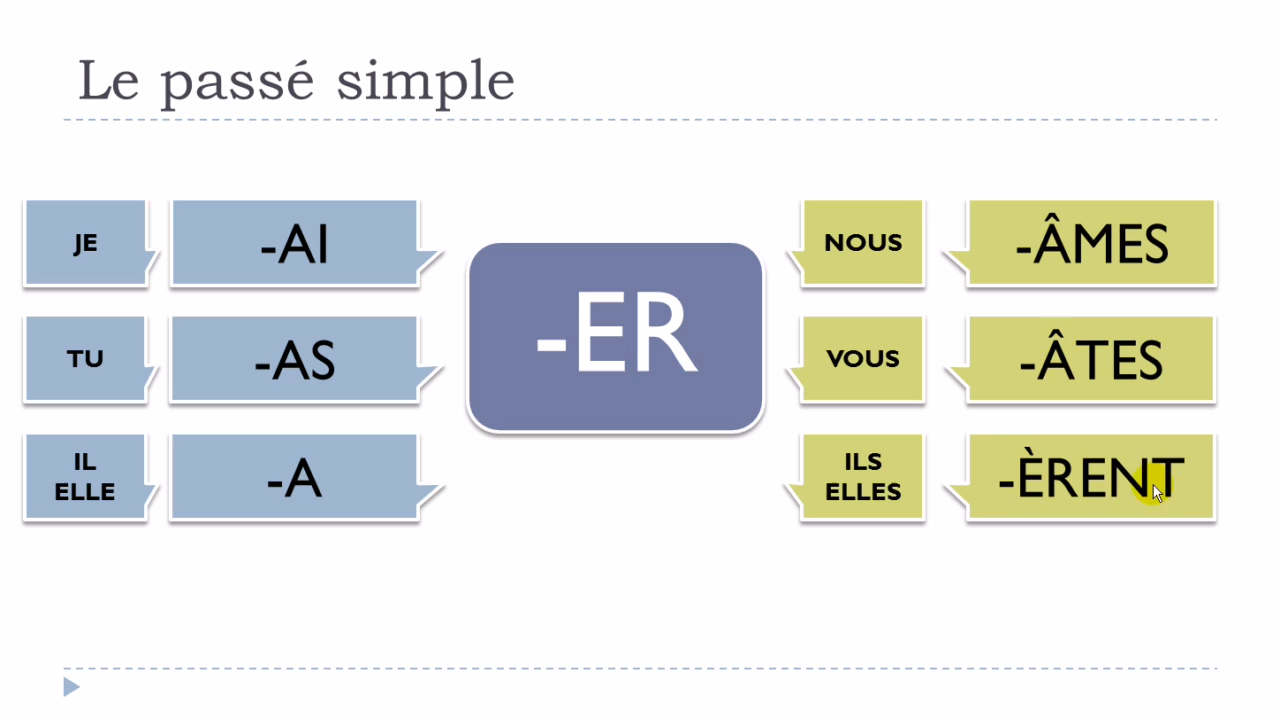 Le passé simple
JE
-AI
TU
-AS
IL
ELLE
-A
-ER
NOUS
-ÂMES
VOUS
-ÂTES
ILS
ELLES
-ÈRENT